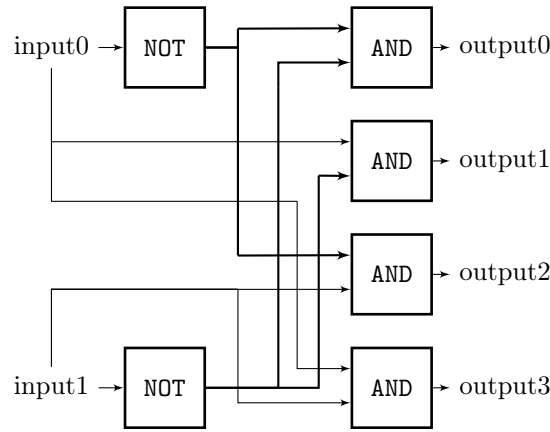 input0 NOT AND output0
AND output1
AND output2
input1 NOT AND output3